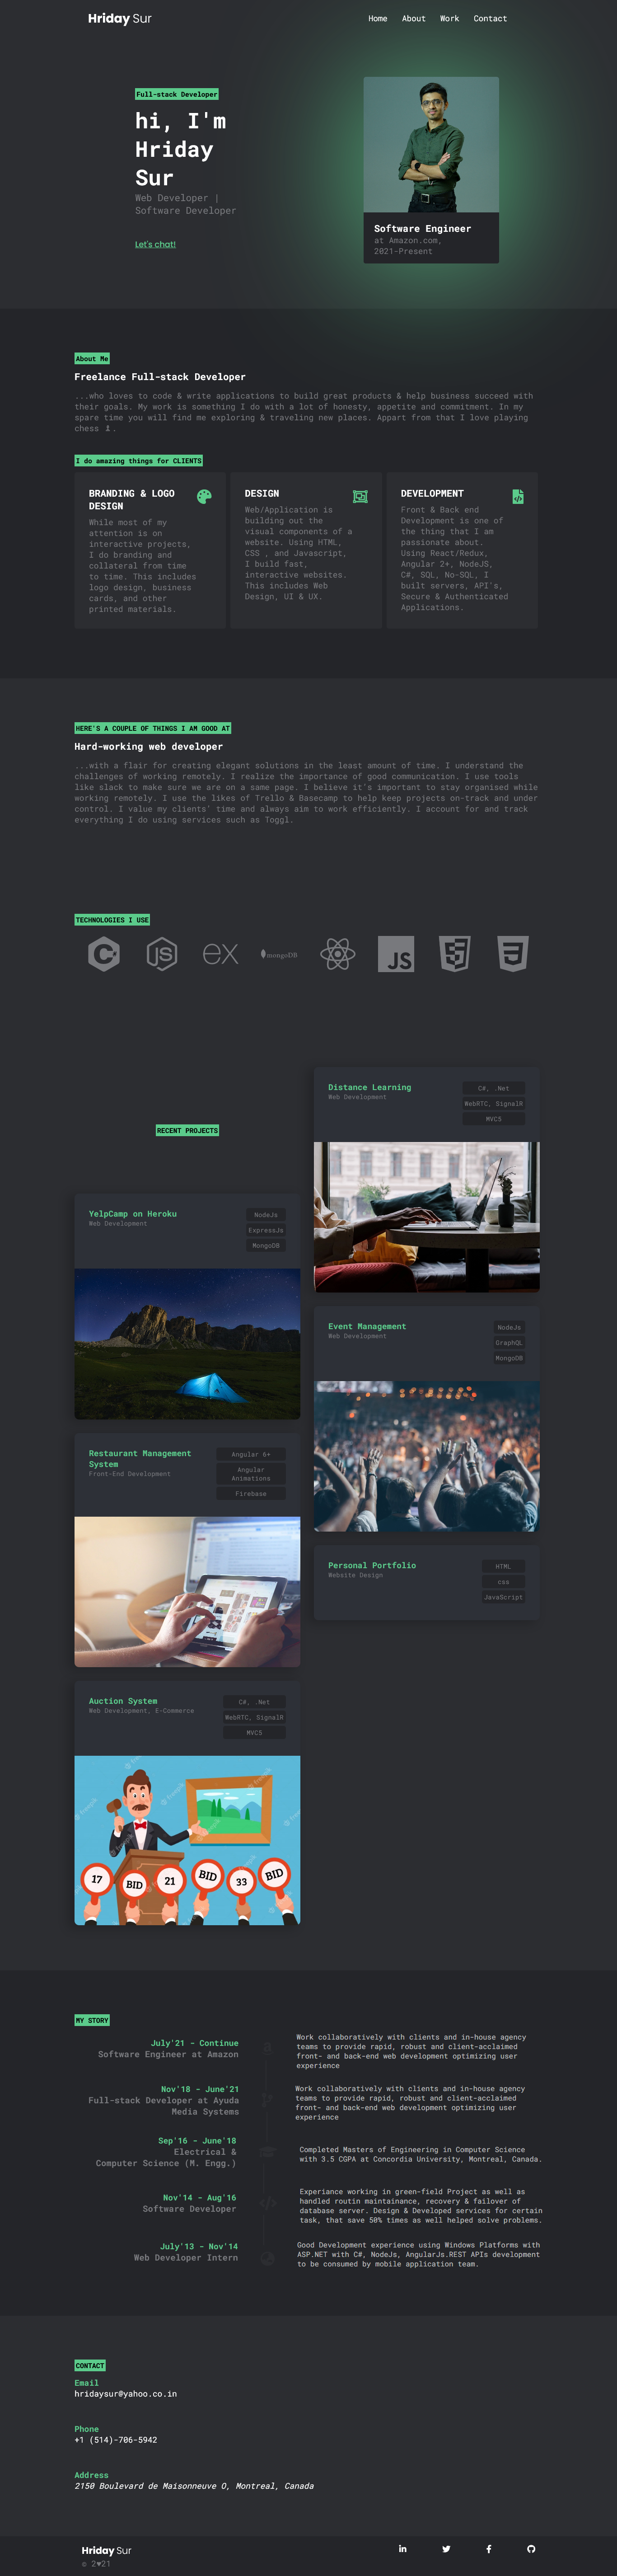 Hriday Sur
Home About Work Contact
Full-stack Developer
hi, I'm
Hriday
Sur
Web Developer |
Software Developer
Let's chat!
Software Engineer
at Amazon.com,
2021-Present
About Me
Freelance Full-stack Developer
...who loves to code & write applications to build great products & help business succeed with
their goals. My work is something I do with a lot of honesty, appetite and commitment. In my
spare time you will find me exploring & traveling new places. Appart from that I love playing
chess ♟.
I do amazing things for CLIENTS
BRANDING & LOGO
DESIGN
While most of my
attention is on
interactive projects,
I do branding and
collateral from time
to time. This includes
logo design, business
cards, and other
printed materials.
DESIGN
Web/Application is
building out the
visual components of a
website. Using HTML,
CSS , and Javascript,
I build fast,
interactive websites.
This includes Web
Design, UI & UX.
DEVELOPMENT
Front & Back end
Development is one of
the thing that I am
passionate about.
Using React/Redux,
Angular 2+, NodeJS,
C#, SQL, No-SQL, I
built servers, API's,
Secure & Authenticated
Applications.
HERE'S A COUPLE OF THINGS I AM GOOD AT
Hard-working web developer
...with a flair for creating elegant solutions in the least amount of time. I understand the
challenges of working remotely. I realize the importance of good communication. I use tools
like slack to make sure we are on a same page. I believe it's important to stay organised while
working remotely. I use the likes of Trello & Basecamp to help keep projects on-track and under
control. I value my clients' time and always aim to work efficiently. I account for and track
everything I do using services such as Toggl.
TECHNOLOGIES I USE
C
JS
ex
mongoDB
JS
5
3
RECENT PROJECTS
Distance Learning
Web Development
C#, .Net
WebRTC, SignalR
MVC5
YelpCamp on Heroku
Web Development
NodeJs
ExpressJs
MongoDB
Event Management
Web Development
NodeJs
GraphQL
MongoDB
Restaurant Management
System
Front-End Development
Angular 6+
Angular
Animations
Firebase
Personal Portfolio
Website Design
HTML
css
JavaScript
Auction System
Web Development, E-Commerce
C#, .Net
WebRTC, SignalR
MVC5
17 BID 21 BID 33 BID
MY STORY
July'21 - Continue
Software Engineer at Amazon
Work collaboratively with clients and in-house agency
teams to provide rapid, robust and client-acclaimed
front- and back-end web development optimizing user
experience
Nov'18 - June'21
Full-stack Developer at Ayuda
Media Systems
Work collaboratively with clients and in-house agency
teams to provide rapid, robust and client-acclaimed
front- and back-end web development optimizing user
experience
Sep'16 - June'18
Electrical &
Computer Science (M. Engg.)
Completed Masters of Engineering in Computer Science
with 3.5 CGPA at Concordia University, Montreal, Canada.
Nov'14 - Aug'16
Software Developer
Experiance working in green-field Project as well as
handled routin maintainance, recovery & failover of
database server. Design & Developed services for certain
task, that save 50% times as well helped solve problems.
July'13 - Nov'14
Web Developer Intern
Good Development experience using Windows Platforms with
ASP.NET with C#, NodeJs, AngularJs.REST APIs development
to be consumed by mobile application team.
CONTACT
Email
hridaysur@yahoo.co.in
Phone
+1 (514)-706-5942
Address
2150 Boulevard de Maisonneuve O, Montreal, Canada
Hriday Sur
© 2♥21